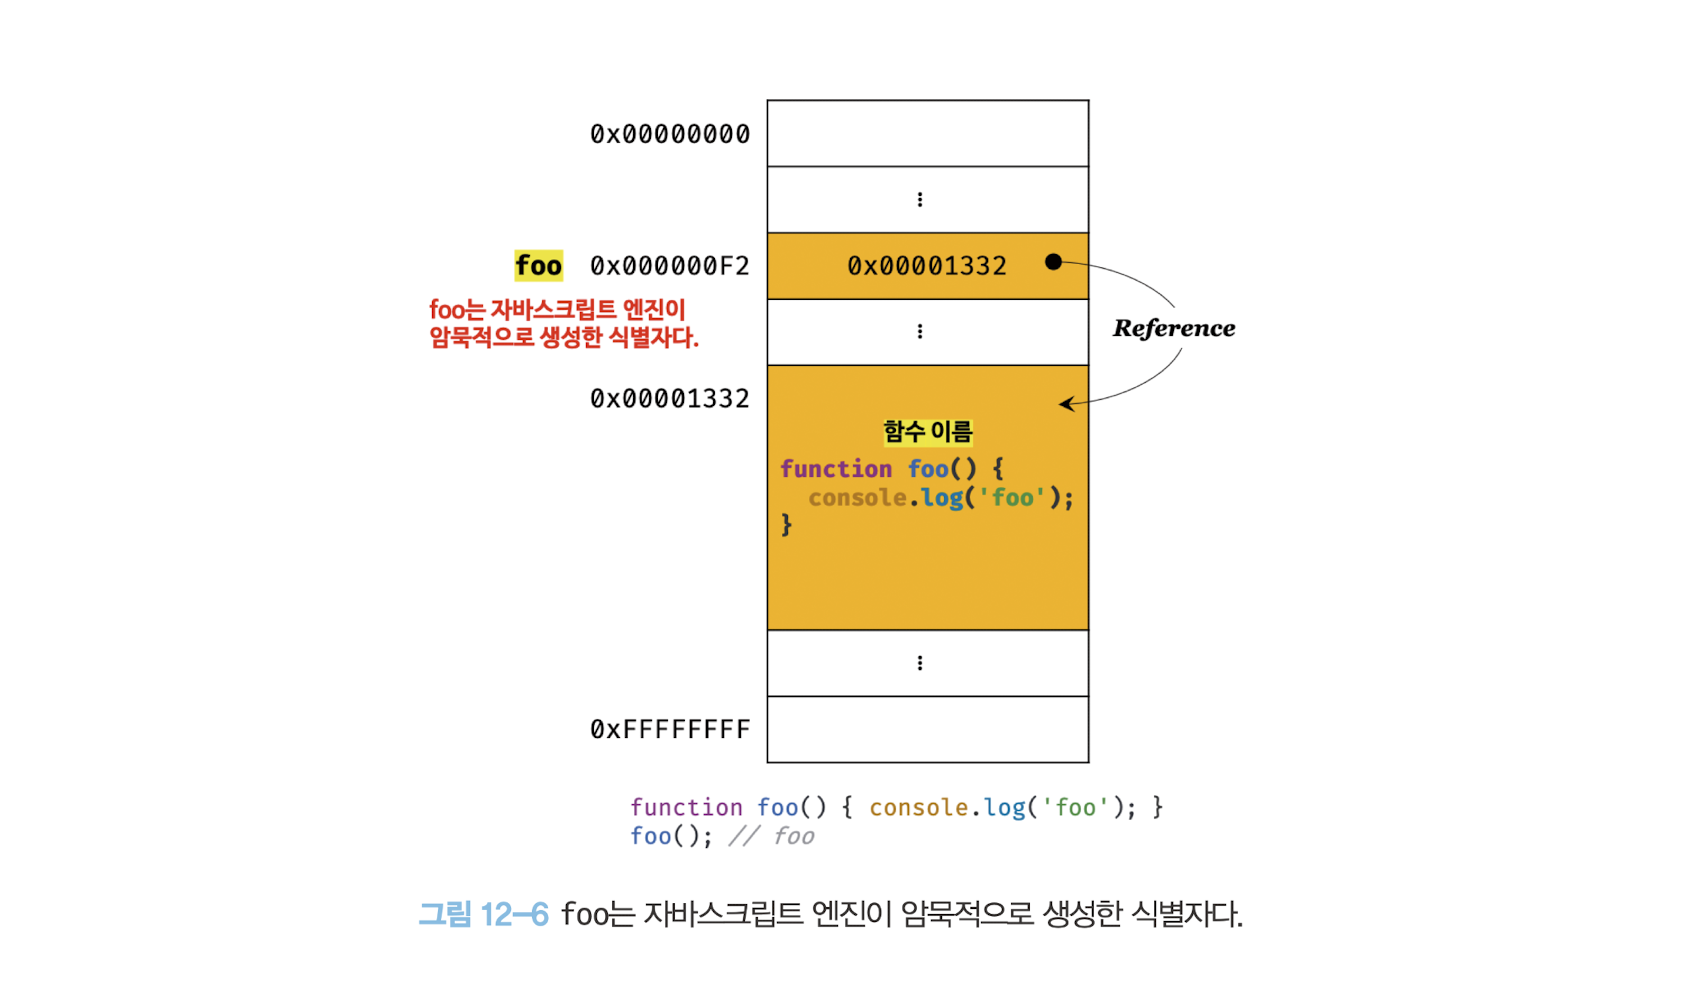 0x00000000
⋮
foo 0x000000F2 0x00001332
foo는 자바스크립트 엔진이
암묵적으로 생성한 식별자다.
⋮
Reference
0x00001332
함수 이름
function foo() {
  console.log('foo');
}
⋮
0xFFFFFFFF
function foo() { console.log('foo'); }
foo(); // foo
그림 12-6 foo는 자바스크립트 엔진이 암묵적으로 생성한 식별자다.